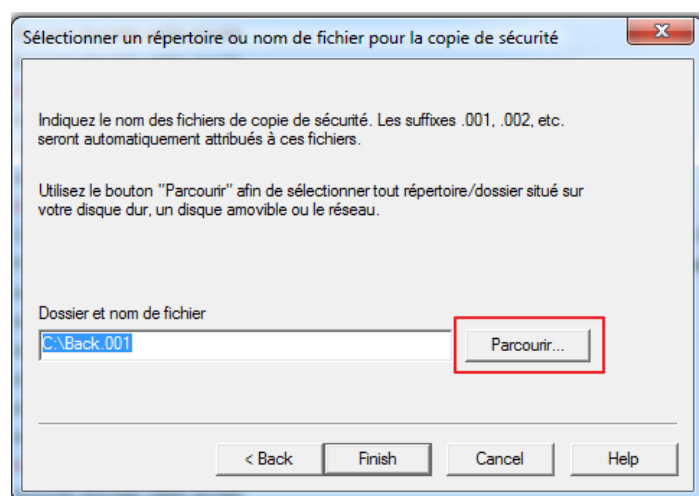 Sélectionner un répertoire ou nom de fichier pour la copie de sécurité
Indiquez le nom des fichiers de copie de sécurité. Les suffixes .001, .002, etc.
seront automatiquement attribués à ces fichiers.
Utilisez le bouton "Parcourir" afin de sélectionner tout répertoire/dossier situé sur
votre disque dur, un disque amovible ou le réseau.
Dossier et nom de fichier
C:\Back.001
Parcourir...
< Back
Finish
Cancel
Help